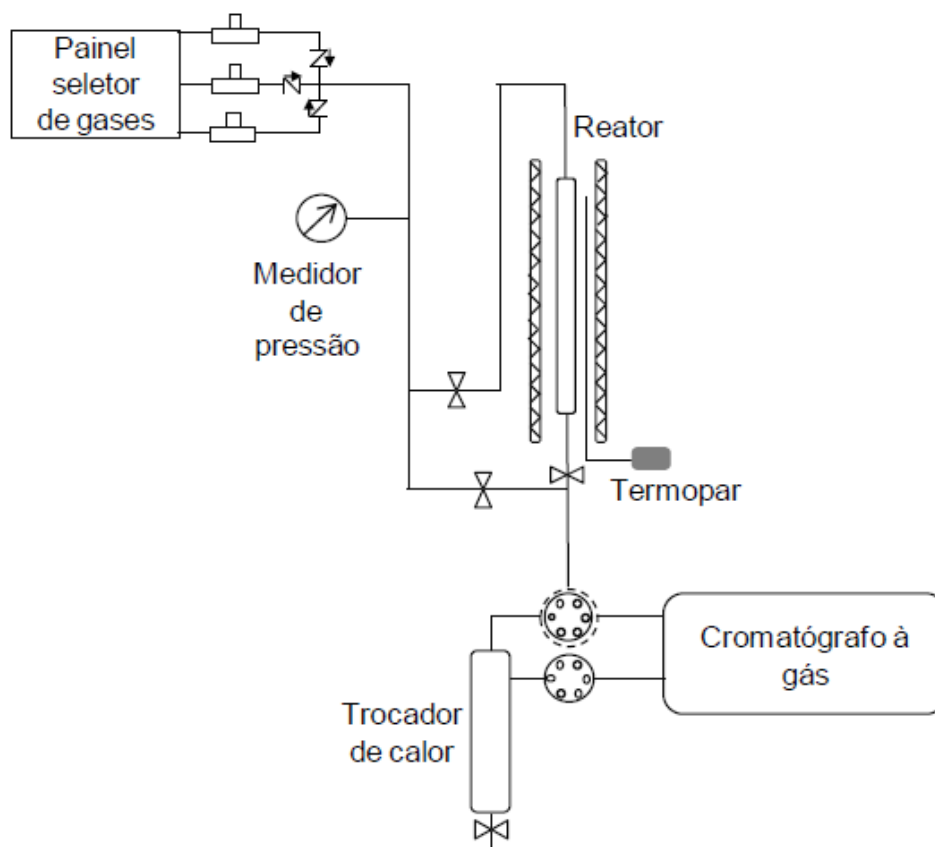 Painel
seletor
de gases
Reator
Medidor
de
pressão
Termopar
Cromatógrafo à
gás
Trocador
de calor